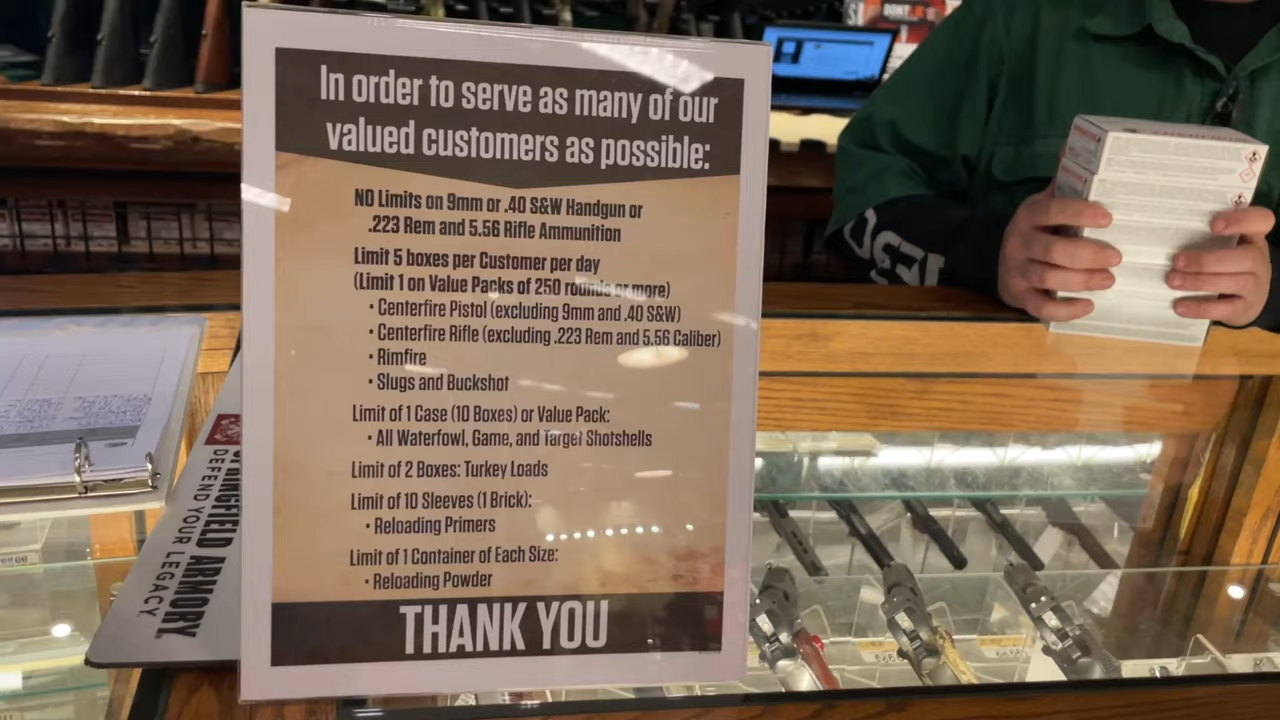 In order to serve as many of our
valued customers as possible:
NO Limits on 9mm or .40 S&W Handgun or
.223 Rem and 5.56 Rifle Ammunition
Limit 5 boxes per Customer per day
(Limit 1 on Value Packs of 250 rounds or more)
• Centerfire Pistol (excluding 9mm and .40 S&W)
• Centerfire Rifle (excluding .223 Rem and 5.56 Caliber)
• Rimfire
• Slugs and Buckshot
Limit of 1 Case (10 Boxes) or Value Pack:
• All Waterfowl, Game, and Target Shotshells
Limit of 2 Boxes: Turkey Loads
Limit of 10 Sleeves (1 Brick):
• Reloading Primers
Limit of 1 Container of Each Size:
• Reloading Powder
THANK YOU
SPRINGFIELD ARMORY.
DEFEND YOUR LEGACY.